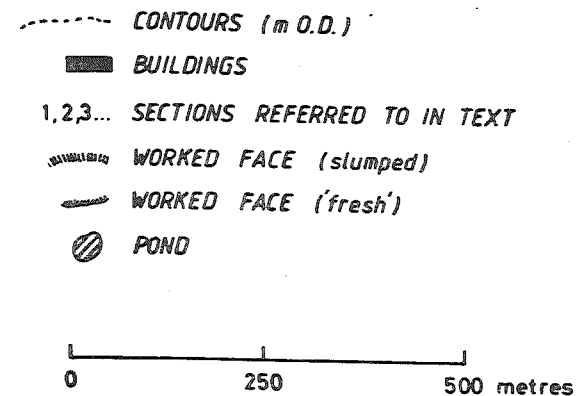 CONTOURS (m O.D.)
BUILDINGS
1,2,3... SECTIONS REFERRED TO IN TEXT
WORKED FACE (slumped)
WORKED FACE ('fresh')
POND
0 250 500 metres